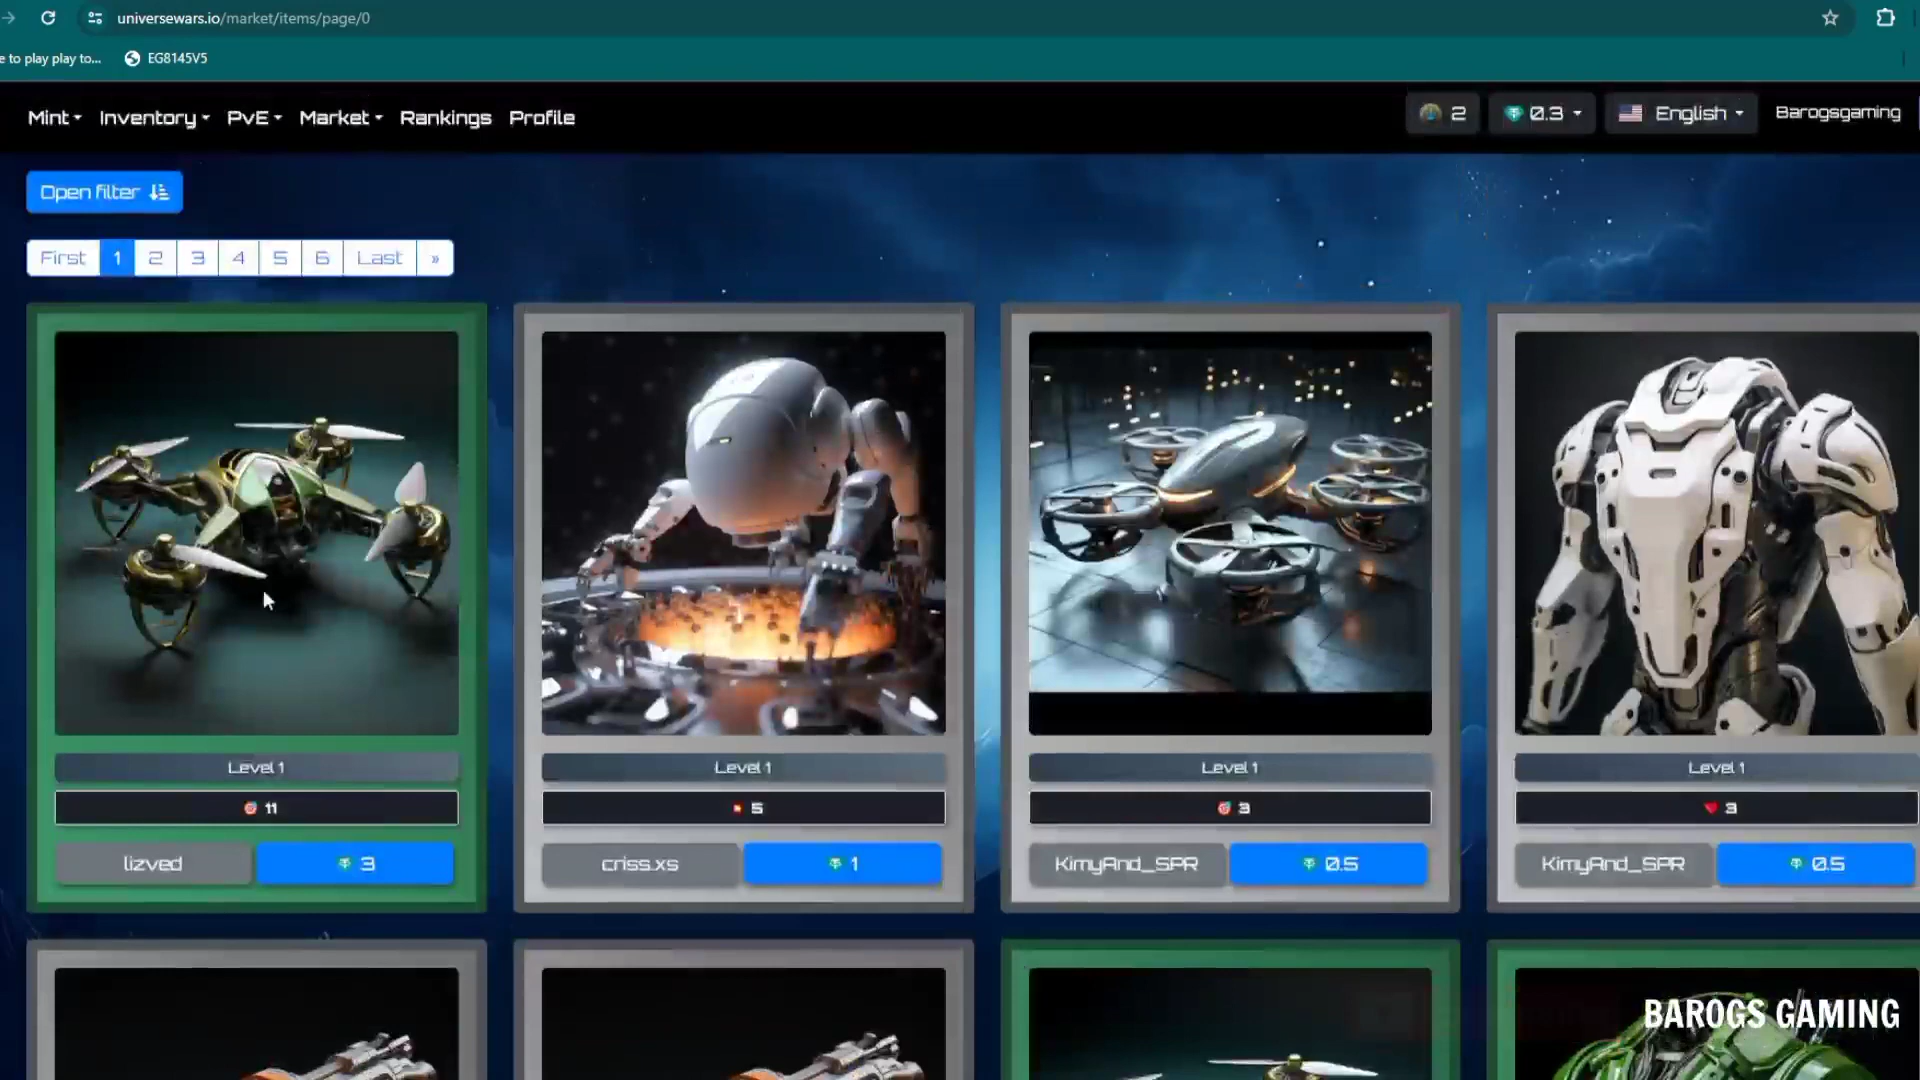 universewars.io/market/items/page/0
e to play play to...
EG8145V5
Mint
Inventory
PvE
Market
Rankings
Profile
2
0.3
English
Barogsgaming
Open filter
First 1 2 3 4 5 6 Last »
Level 1
11
lizved
3
Level 1
5
criss.xs
1
Level 1
3
KimyAnd_SPR
0.5
Level 1
3
KimyAnd_SPR
0.5
BAROGS GAMING